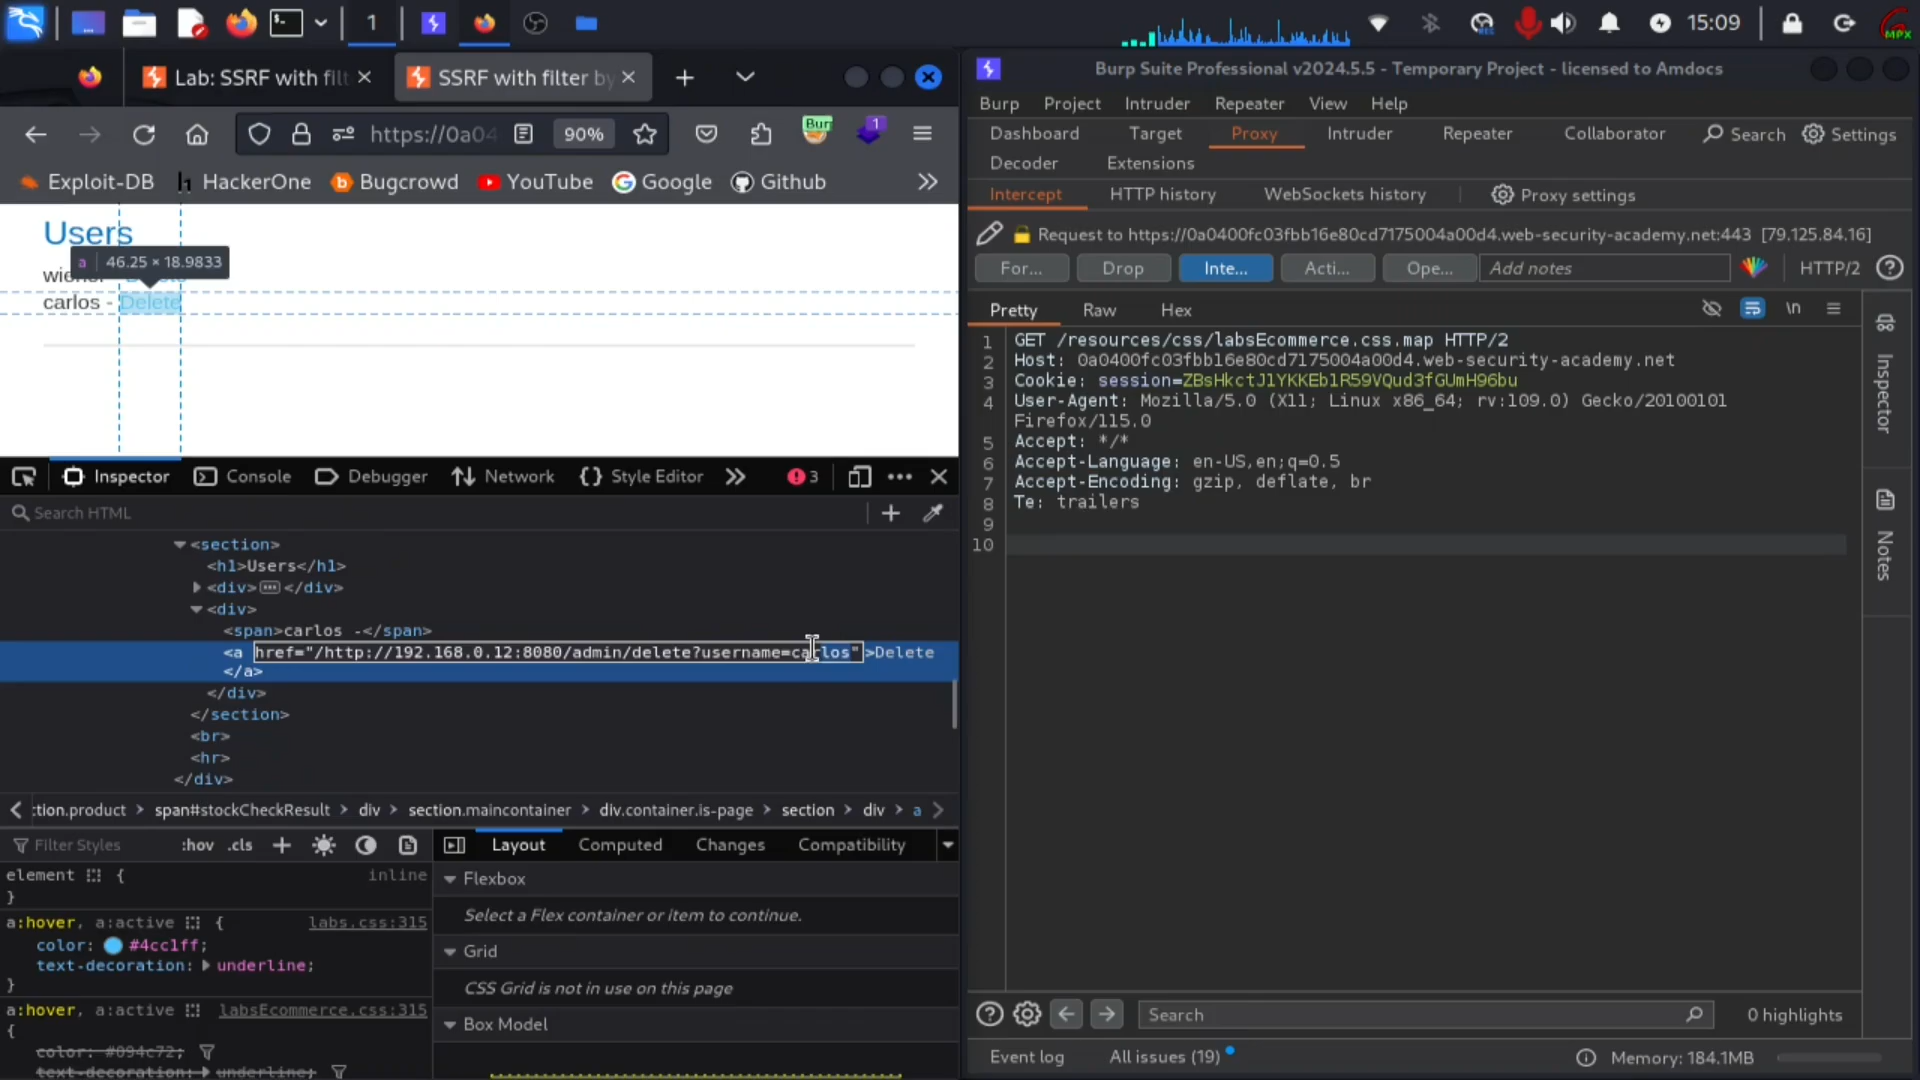 1
15:09
MPX
Lab: SSRF with filt
SSRF with filter by
https://0a04
90%
Burp
1
Exploit-DB
HackerOne
Bugcrowd
YouTube
Google
Github
Users
a 46.25 × 18.9833
carlos - Delete
Inspector
Console
Debugger
Network
{} Style Editor
3
Search HTML
<section>
<h1>Users</h1>
<div> </div>
<div>
<span>carlos -</span>
<a href="/http://192.168.0.12:8080/admin/delete?username=carlos">Delete
</a>
</div>
</section>
<br>
<hr>
</div>
ction.product > span#stockCheckResult > div > section.maincontainer > div.container.is-page > section > div > a
Filter Styles
:hov .cls
element {
inline
}
a:hover, a:active {
labs.css:315
color: #4cc1ff;
text-decoration: underline;
}
a:hover, a:active
labsEcommerce.css:315
{
color: #094c72;
text-decoration: underline;
Layout
Computed
Changes
Compatibility
Flexbox
Select a Flex container or item to continue.
Grid
CSS Grid is not in use on this page
Box Model
Burp Suite Professional v2024.5.5 - Temporary Project - licensed to Amdocs
Burp Project Intruder Repeater View Help
Dashboard Target Proxy Intruder Repeater Collaborator Search Settings
Decoder Extensions
Intercept HTTP history WebSockets history Proxy settings
Request to https://0a0400fc03fbb16e80cd7175004a00d4.web-security-academy.net:443 [79.125.84.16]
For... Drop Inte... Acti... Ope... Add notes HTTP/2
Pretty Raw Hex \n
1 GET /resources/css/labsEcommerce.css.map HTTP/2
2 Host: 0a0400fc03fbb16e80cd7175004a00d4.web-security-academy.net
3 Cookie: session=ZBsHkctJlYKKEblR59VQud3fGUmH96bu
4 User-Agent: Mozilla/5.0 (X11; Linux x86_64; rv:109.0) Gecko/20100101
Firefox/115.0
5 Accept: */*
6 Accept-Language: en-US,en;q=0.5
7 Accept-Encoding: gzip, deflate, br
8 Te: trailers
9
10
Inspector
Notes
Search
0 highlights
Event log All issues (19)
Memory: 184.1MB